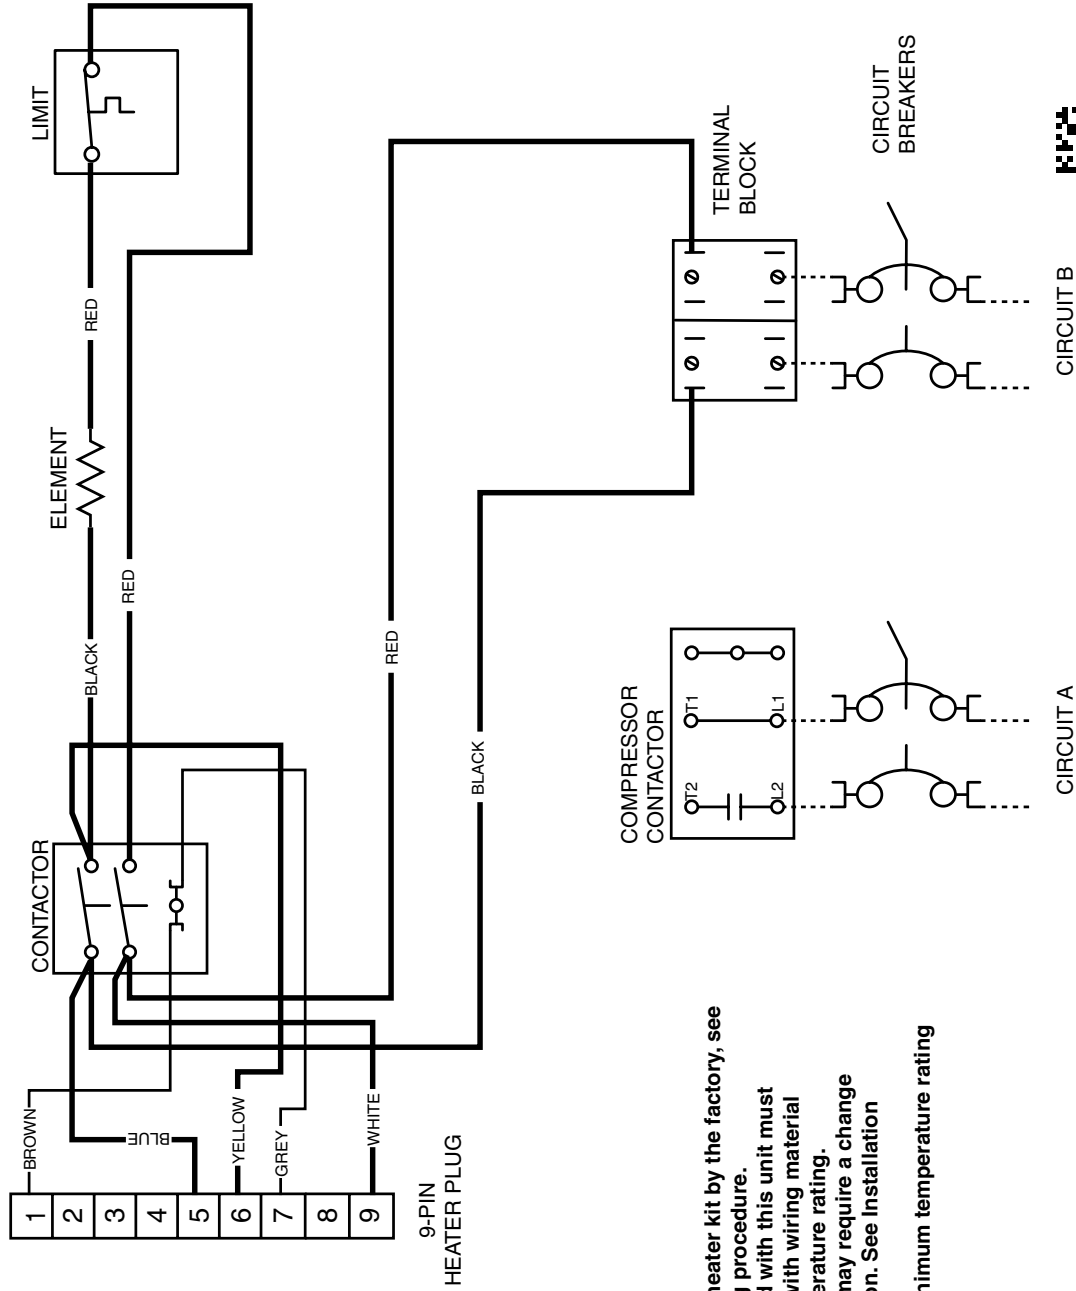 LIMIT
RED
ELEMENT
BLACK
RED
CONTACTOR
BROWN
BLUE
YELLOW
GREY
WHITE
1
2
3
4
5
6
7
8
9
9-PIN
HEATER PLUG
RED
BLACK
TERMINAL
BLOCK
CIRCUIT
BREAKERS
CIRCUIT B
COMPRESSOR
CONTACTOR
T2
T1
L2
L1
CIRCUIT A
heater kit by the factory, see
procedure.
with this unit must
with wiring material
rating.
may require a change
See Installation
temperature rating